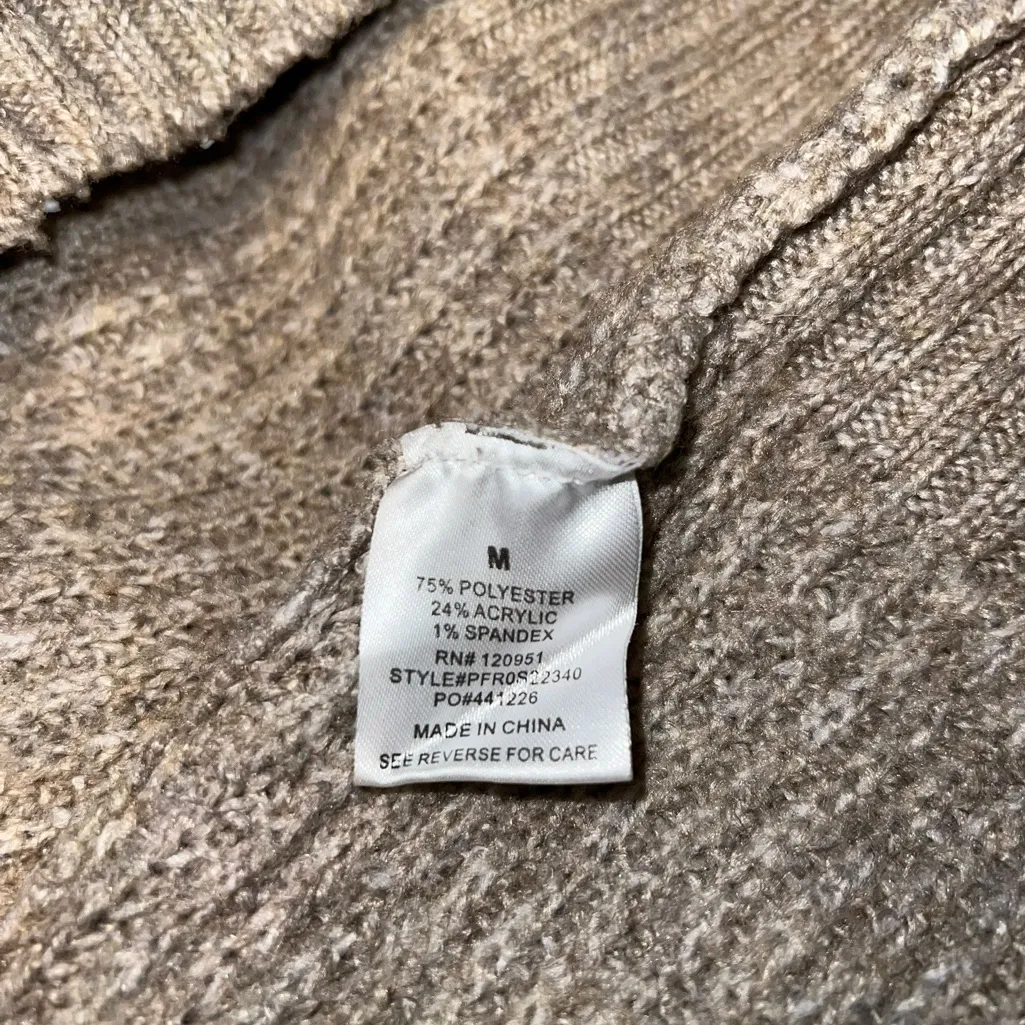 M
75% POLYESTER
24% ACRYLIC
1% SPANDEX
RN# 120951
STYLE#PFR0S22340
PO#441226
MADE IN CHINA
SEE REVERSE FOR CARE